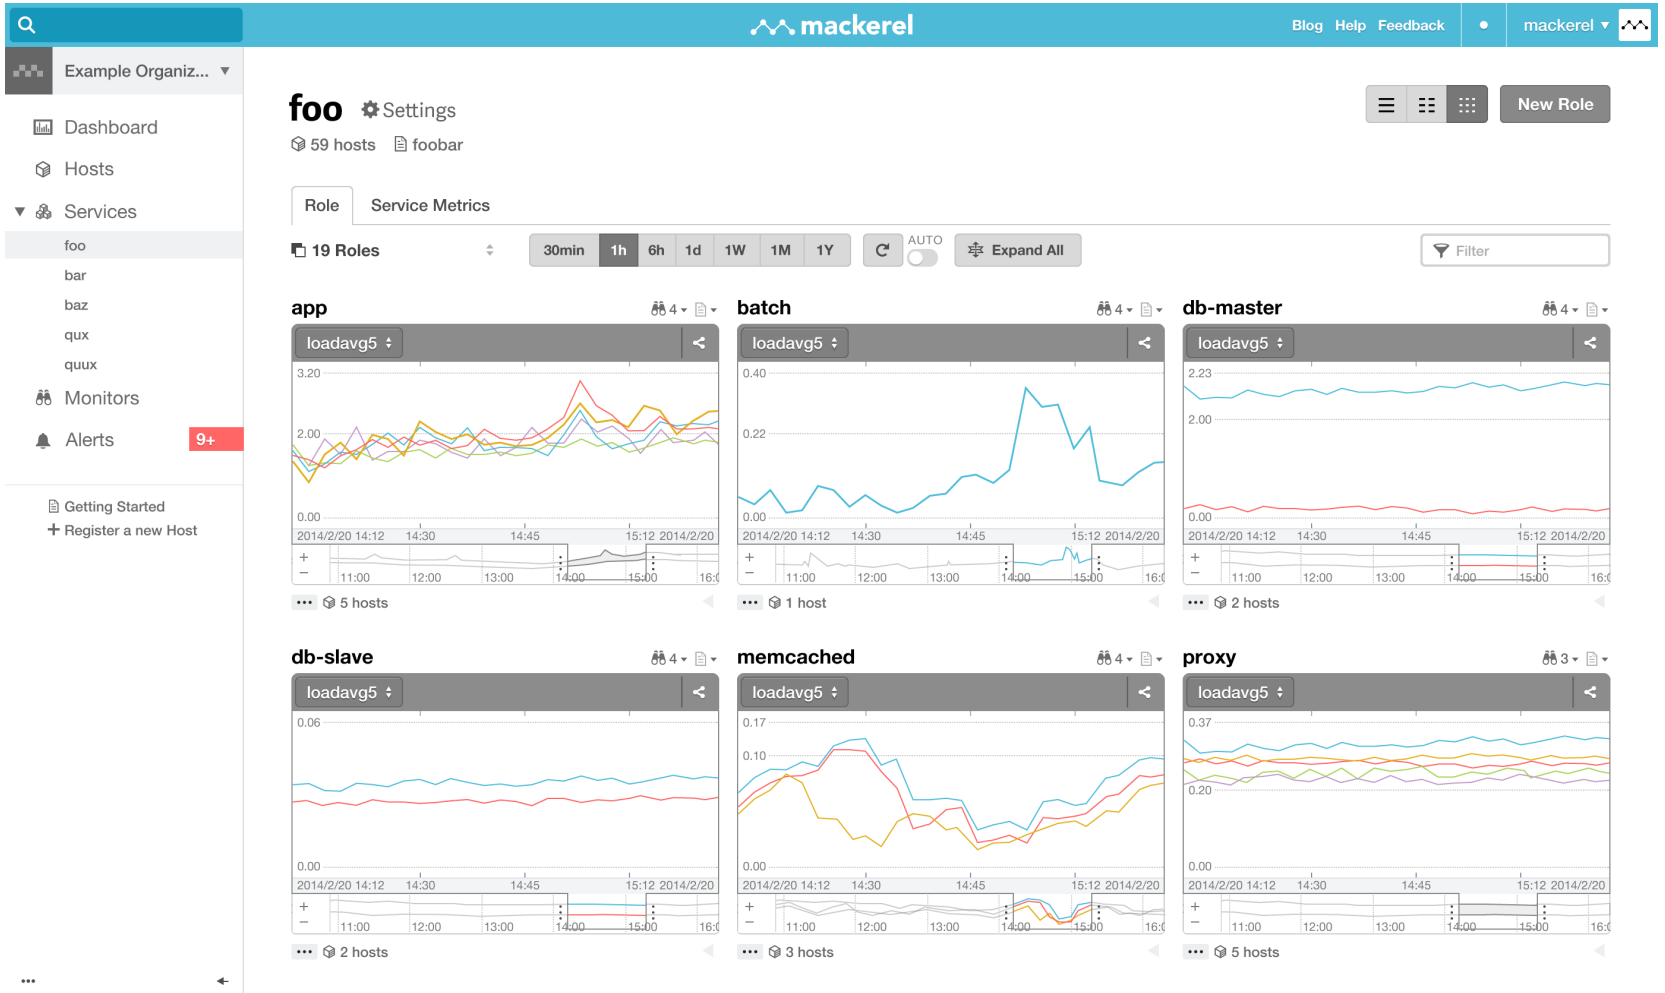 mackerel
Blog Help Feedback mackerel
Example Organiz...
Dashboard
Hosts
Services
foo
bar
baz
qux
quux
Monitors
Alerts 9+
Getting Started
Register a new Host
foo Settings
59 hosts foobar
New Role
Role Service Metrics
19 Roles
30min 1h 6h 1d 1W 1M 1Y
AUTO
Expand All
Filter
app 4
loadavg5
3.20
2.00
0.00
2014/2/20 14:12 14:30 14:45 15:12 2014/2/20
+
−
11:00 12:00 13:00 14:00 15:00 16:0
5 hosts
batch 4
loadavg5
0.40
0.22
0.00
2014/2/20 14:12 14:30 14:45 15:12 2014/2/20
+
−
11:00 12:00 13:00 14:00 15:00 16:0
1 host
db-master 4
loadavg5
2.23
2.00
0.00
2014/2/20 14:12 14:30 14:45 15:12 2014/2/20
+
−
11:00 12:00 13:00 14:00 15:00 16:0
2 hosts
db-slave 4
loadavg5
0.06
0.00
2014/2/20 14:12 14:30 14:45 15:12 2014/2/20
+
−
11:00 12:00 13:00 14:00 15:00 16:0
2 hosts
memcached 4
loadavg5
0.17
0.10
0.00
2014/2/20 14:12 14:30 14:45 15:12 2014/2/20
+
−
11:00 12:00 13:00 14:00 15:00 16:0
3 hosts
proxy 3
loadavg5
0.37
0.20
0.00
2014/2/20 14:12 14:30 14:45 15:12 2014/2/20
+
−
11:00 12:00 13:00 14:00 15:00 16:0
5 hosts